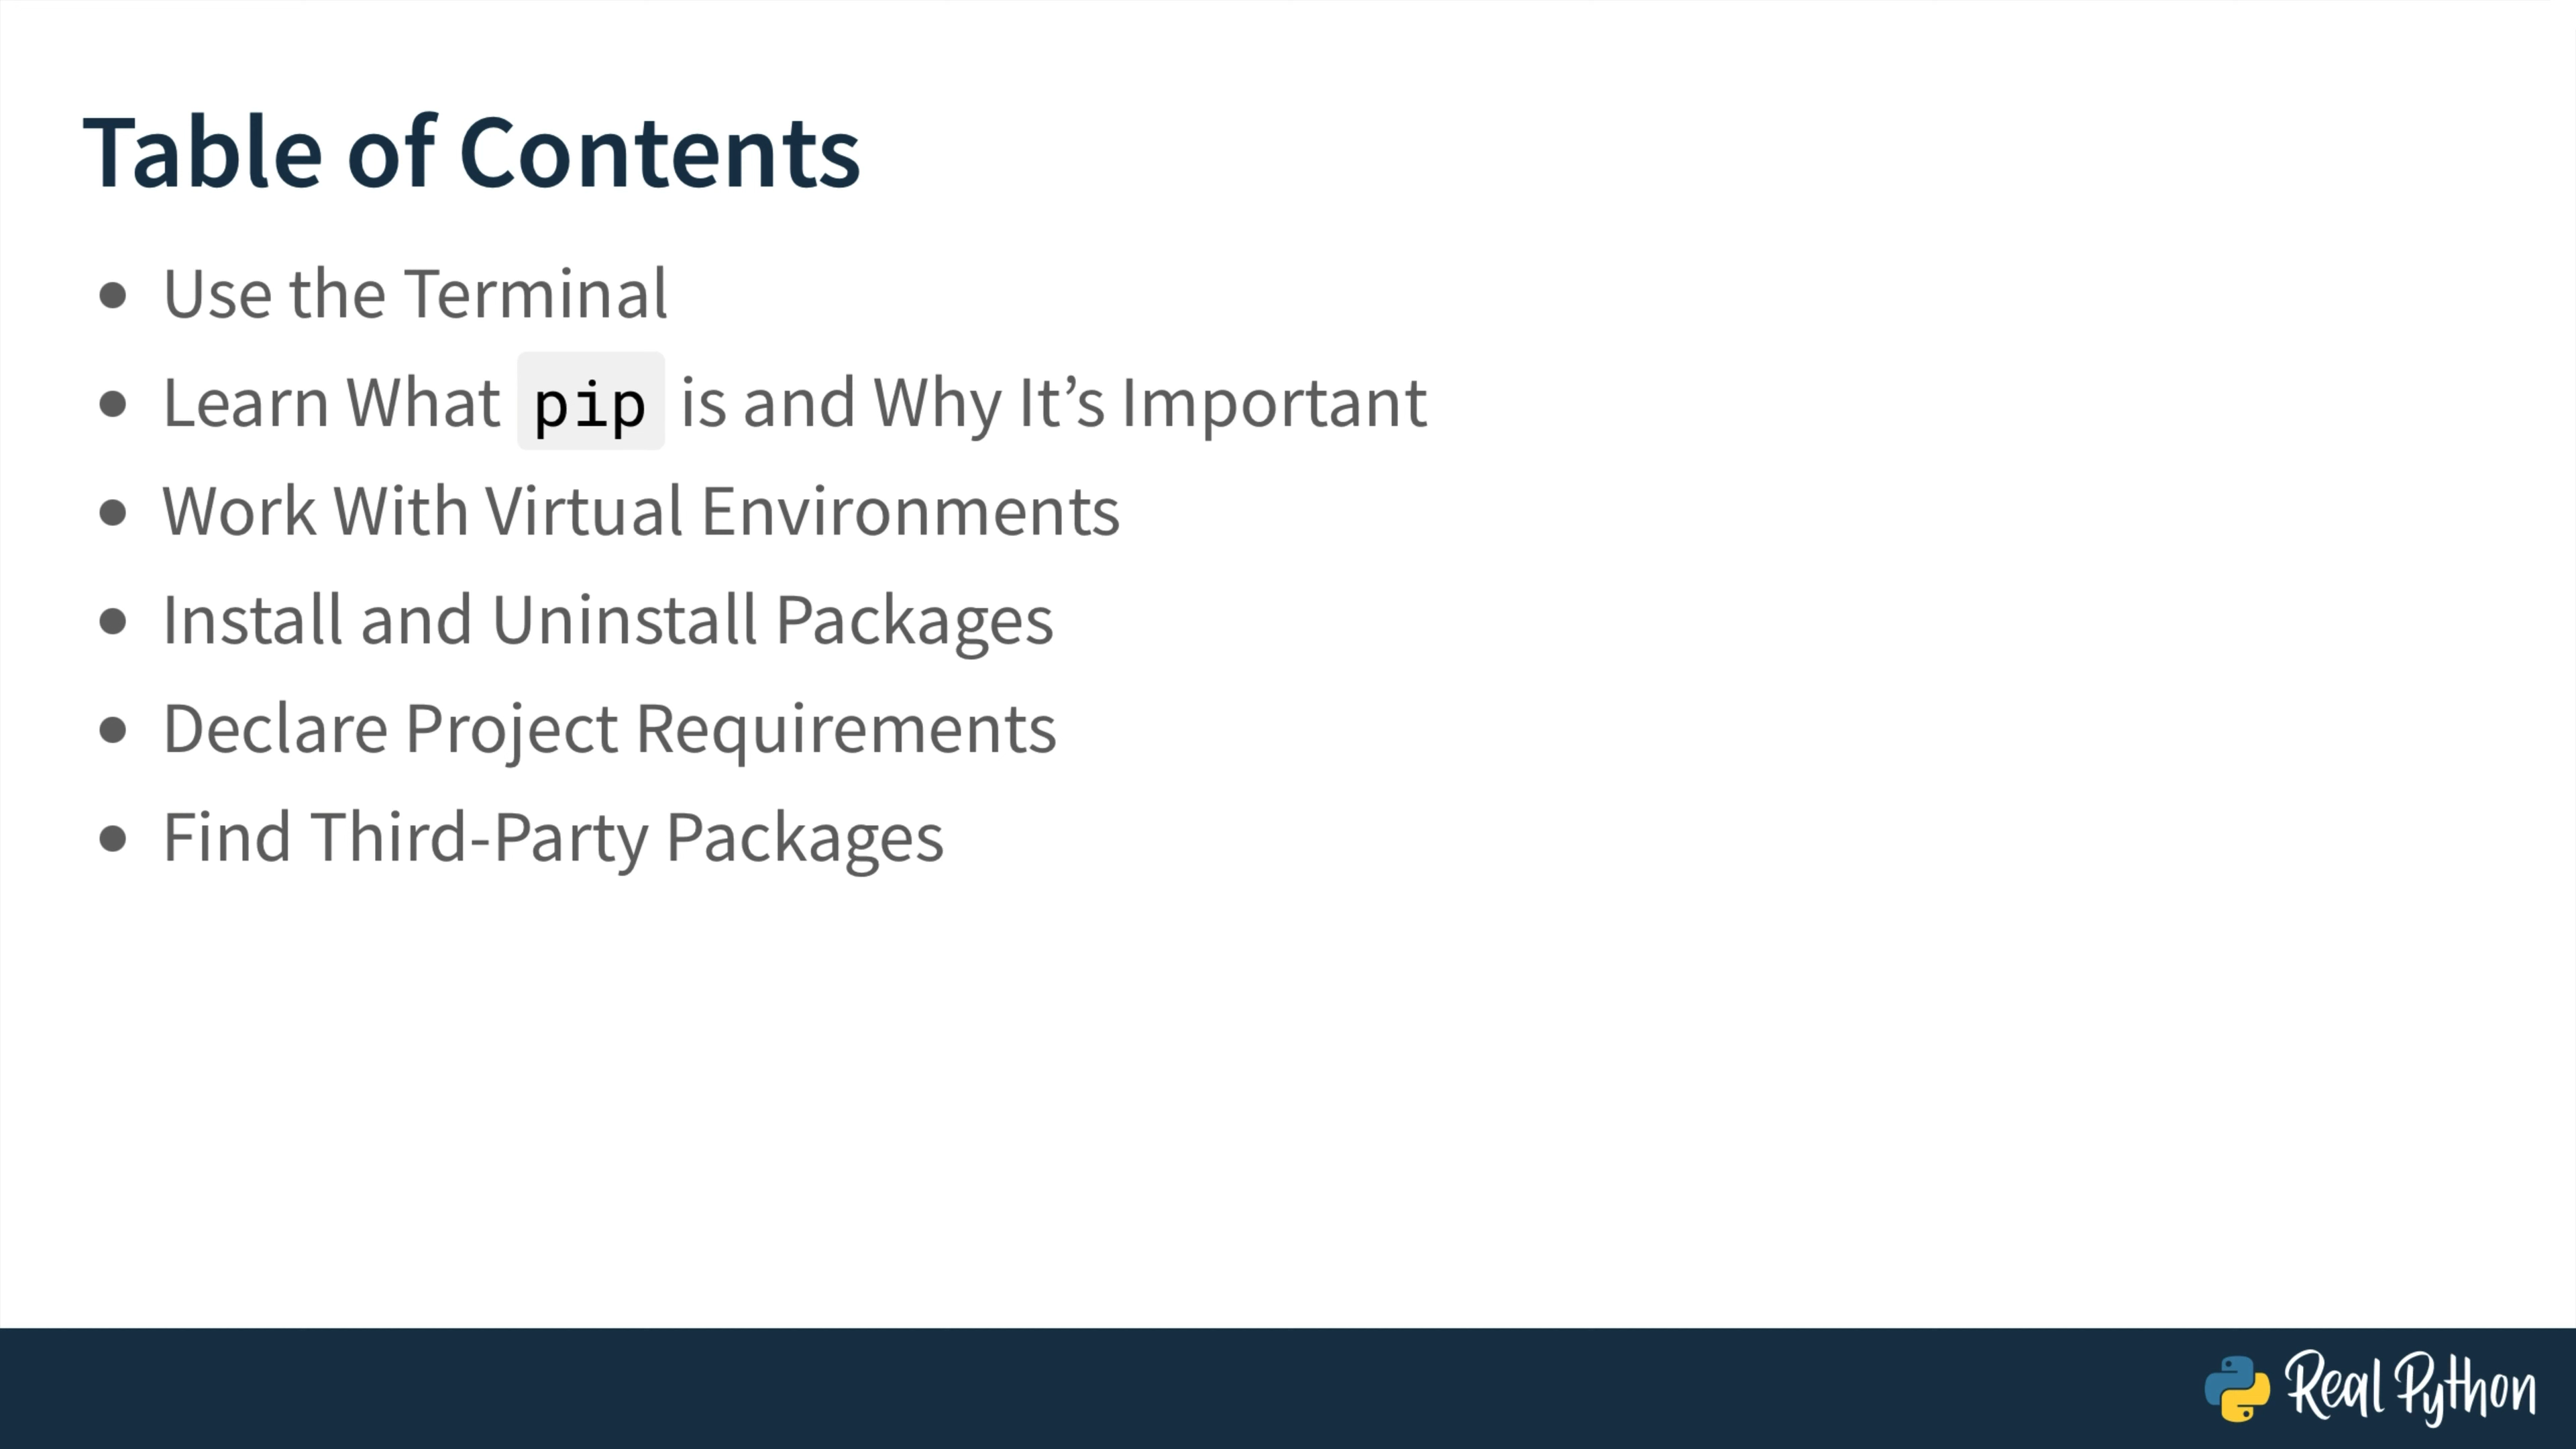 Table of Contents
● Use the Terminal
● Learn What pip is and Why It’s Important
● Work With Virtual Environments
● Install and Uninstall Packages
● Declare Project Requirements
● Find Third-Party Packages
Real Python